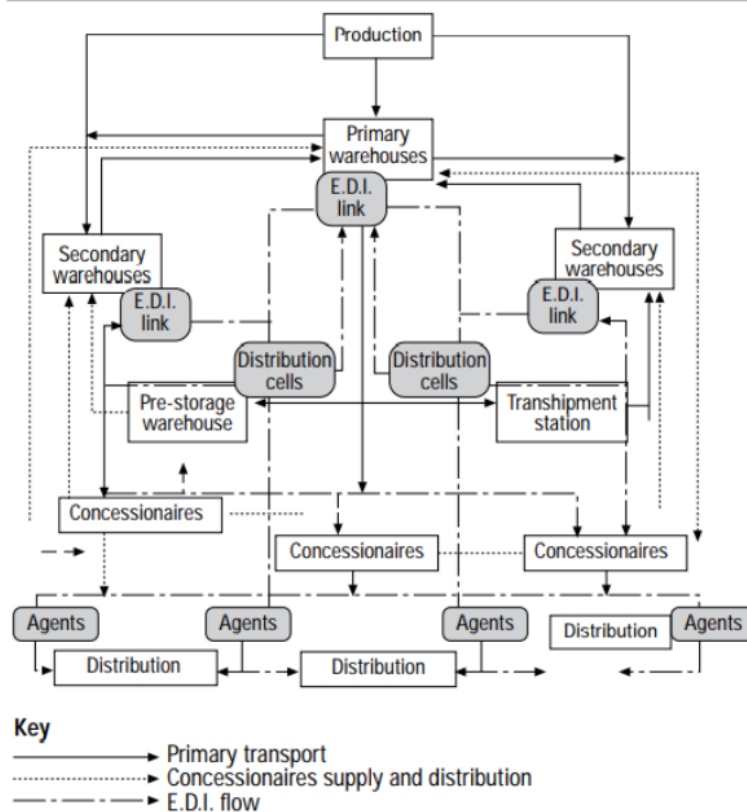 Production
Primary
warehouses
E.D.I.
link
Secondary
warehouses
Secondary
warehouses
E.D.I.
link
E.D.I.
link
Distribution
cells
Distribution
cells
Pre-storage
warehouse
Transhipment
station
Concessionaires
Concessionaires
Concessionaires
Agents
Agents
Agents
Distribution
Agents
Distribution
Distribution
Key
Primary transport
Concessionaires supply and distribution
E.D.I. flow